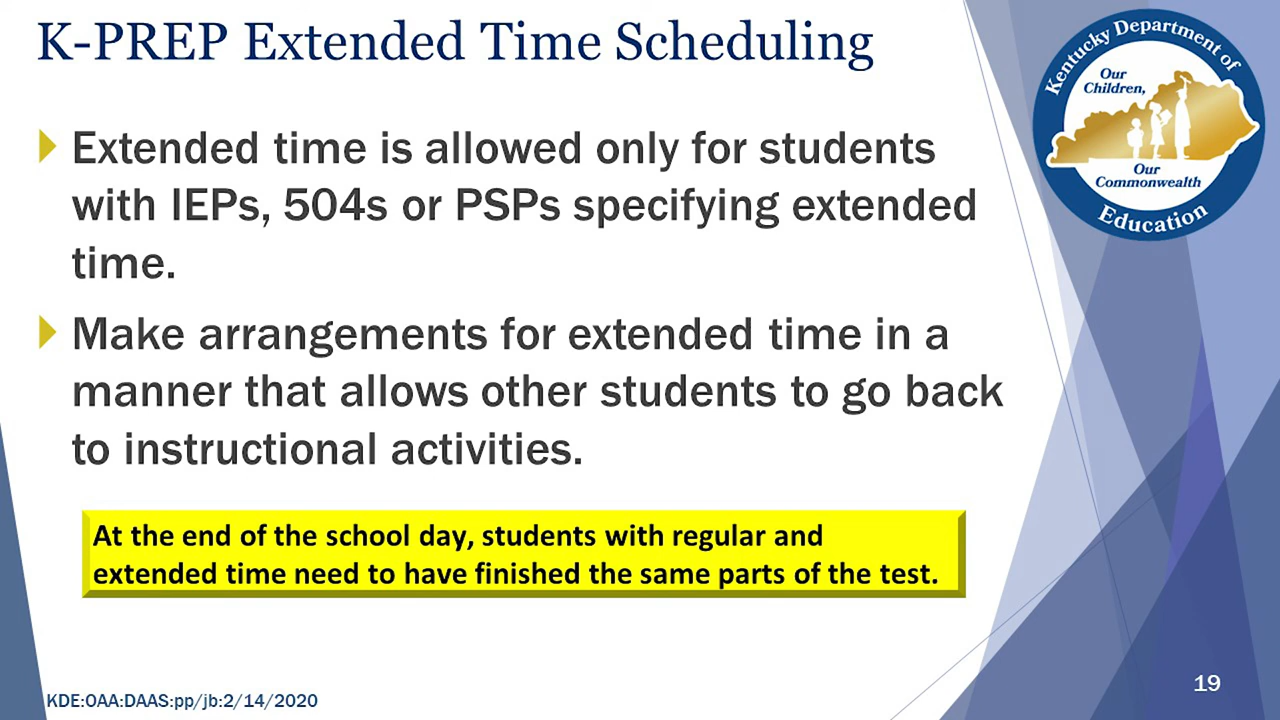 K-PREP Extended Time Scheduling
Kentucky Department of
Our
Children,
Our
Commonwealth
Education
Extended time is allowed only for students
with IEPs, 504s or PSPs specifying extended
time.
Make arrangements for extended time in a
manner that allows other students to go back
to instructional activities.
At the end of the school day, students with regular and
extended time need to have finished the same parts of the test.
KDE:OAA:DAAS:pp/jb:2/14/2020
19